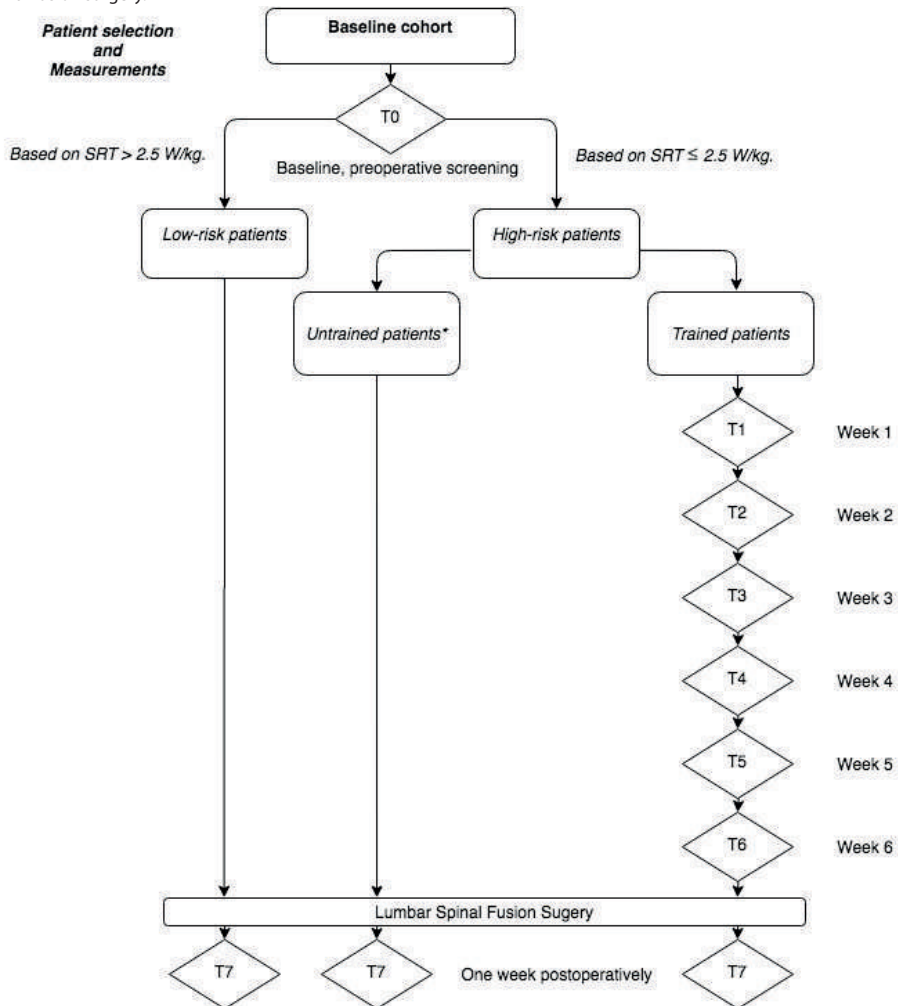 Patient selection
and
Measurements
Baseline cohort
T0
Based on SRT > 2.5 W/kg.
Baseline, preoperative screening
Based on SRT ≤ 2.5 W/kg.
Low-risk patients
High-risk patients
Untrained patients*
Trained patients
T1
Week 1
T2
Week 2
T3
Week 3
T4
Week 4
T5
Week 5
T6
Week 6
Lumbar Spinal Fusion Sugery
T7
T7
One week postoperatively
T7